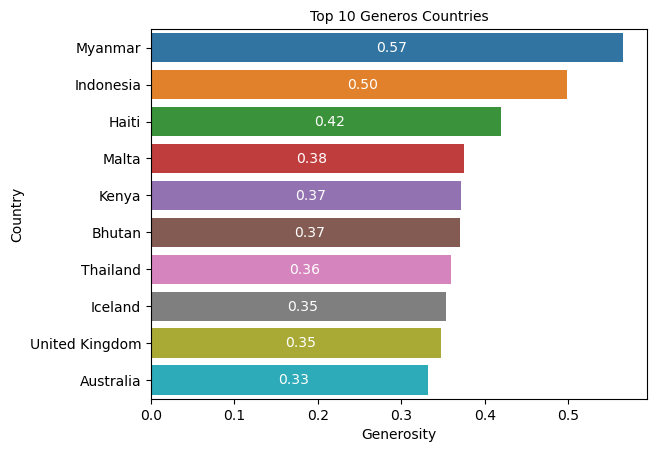 Top 10 Generos Countries
Myanmar 0.57
Indonesia 0.50
Haiti 0.42
Malta 0.38
Kenya 0.37
Bhutan 0.37
Thailand 0.36
Iceland 0.35
United Kingdom 0.35
Australia 0.33
Country
0.0 0.1 0.2 0.3 0.4 0.5
Generosity